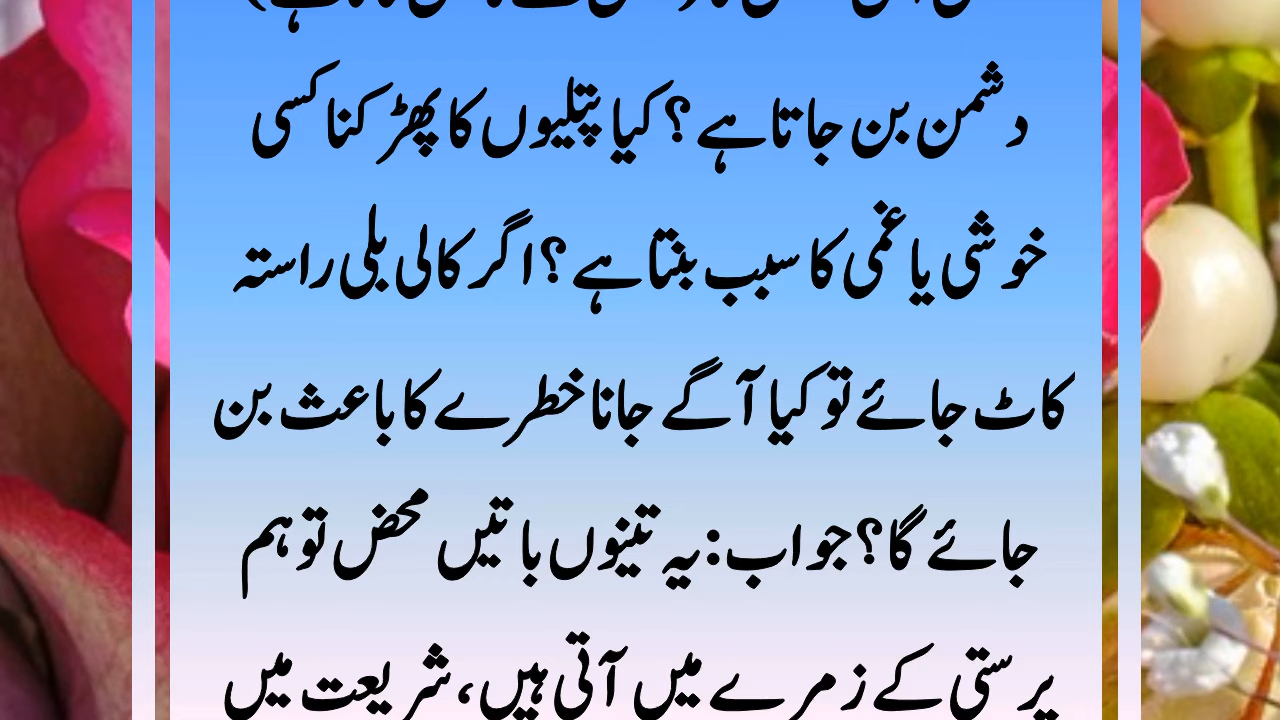 دشمن بن جاتا ہے؟ کیا پتلیوں کا پھڑکنا کسی
خوشی یا غمی کا سبب بنتا ہے؟ اگر کالی بلی راستہ
کاٹ جائے تو کیا آگے جانا خطرے کا باعث بن
جائے گا؟ جواب: یہ تینوں باتیں محض توہم
پرستی کے زمرے میں آتی ہیں، شریعت میں